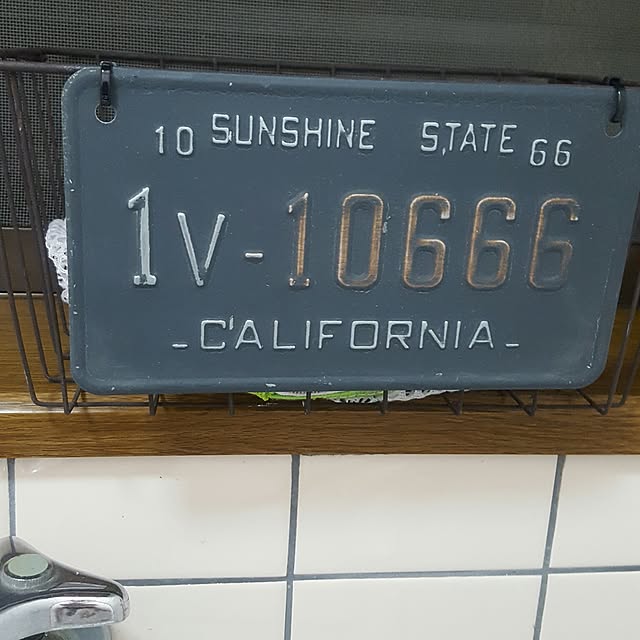 10 SUNSHINE STATE 66
1V-10666
-CALIFORNIA-